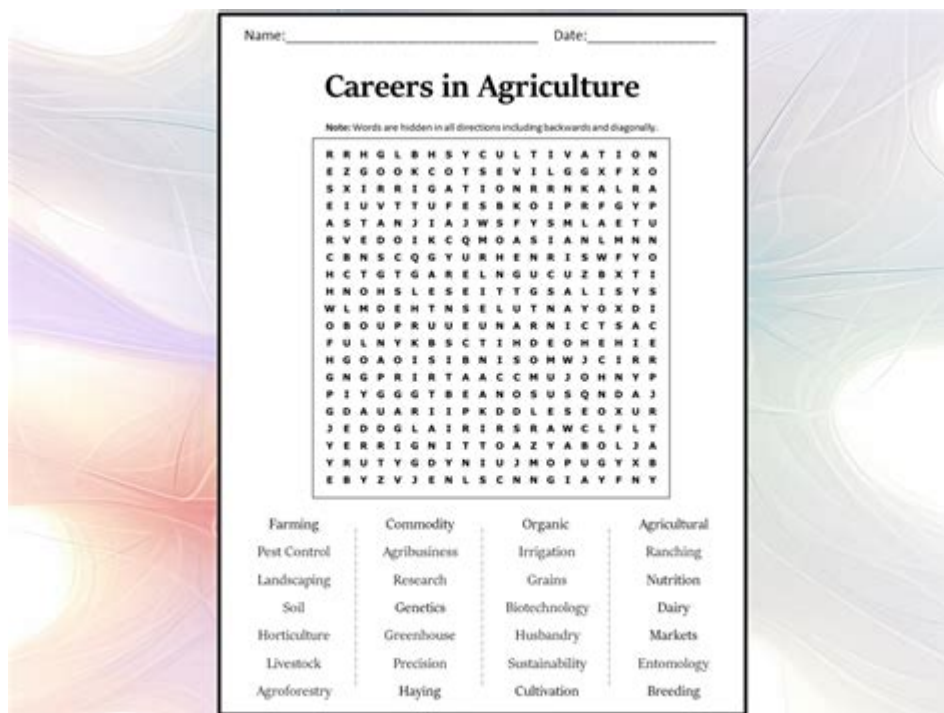 Name:________________________________ Date:________________
Careers in Agriculture
Note: Words are hidden in all directions including backwards and diagonally.
R R H G L B H S Y C U L T I V A T I O N
E Z G O O K C O T S E V I L G G X F X O
S X I R R I G A T I O N R R N K A L R A
E I U V T T U F E S B K O I P R F G Y P
A S T A N J I A J W S F Y S M L A E T U
R V E D O I K C Q M O A S I A N L M N N
C B N S C Q G Y U R H E N R I S W F Y O
H C T G T G A R E L N G U C U Z B X T I
H N O H S L E S E I T T G S A L I S Y S
W L M D E H T N S E L U T N A Y O X D I
O B O U P R U U E U N A R N I C T S A C
F U L N Y K B S C T I H D E O H E H I E
H G O A O I S I B N I S O M W J C I R R
G N G P R I R T A A C C M U J O H N Y P
P I Y G G G T B E A N O S U S Q N D A J
G D A U A R I I P K D D L E S E O X U R
J E D D G L A I R I R S R A W C L F L T
Y E R R I G N I T T O A Z Y A B O L J A
Y R U T Y G D Y N I U J M O P U G Y X B
E B Y Z V J E N L S C N N G I A Y F N Y
Farming Commodity Organic Agricultural
Pest Control Agribusiness Irrigation Ranching
Landscaping Research Grains Nutrition
Soil Genetics Biotechnology Dairy
Horticulture Greenhouse Husbandry Markets
Livestock Precision Sustainability Entomology
Agroforestry Haying Cultivation Breeding